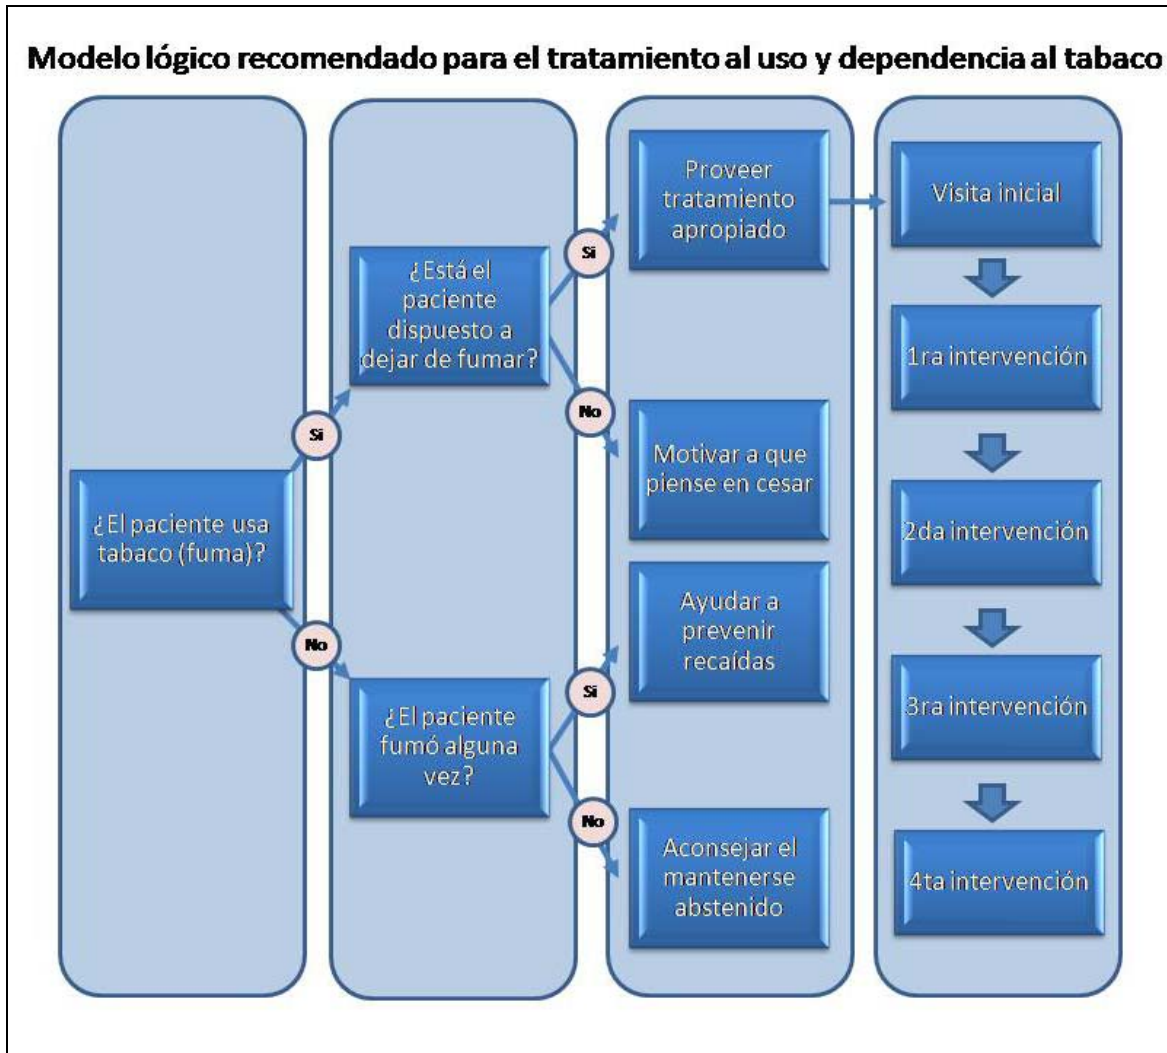 Modelo lógico recomendado para el tratamiento al uso y dependencia al tabaco
¿El paciente usa
tabaco (fuma)?
Si
No
¿Está el
paciente
dispuesto a
dejar de fumar?
¿El paciente
fumó alguna
vez?
Si
No
Si
No
Proveer
tratamiento
apropiado
Motivar a que
piense en cesar
Ayudar a
prevenir
recaídas
Aconsejar el
mantenerse
abstenido
Visita inicial
1ra intervención
2da intervención
3ra intervención
4ta intervención